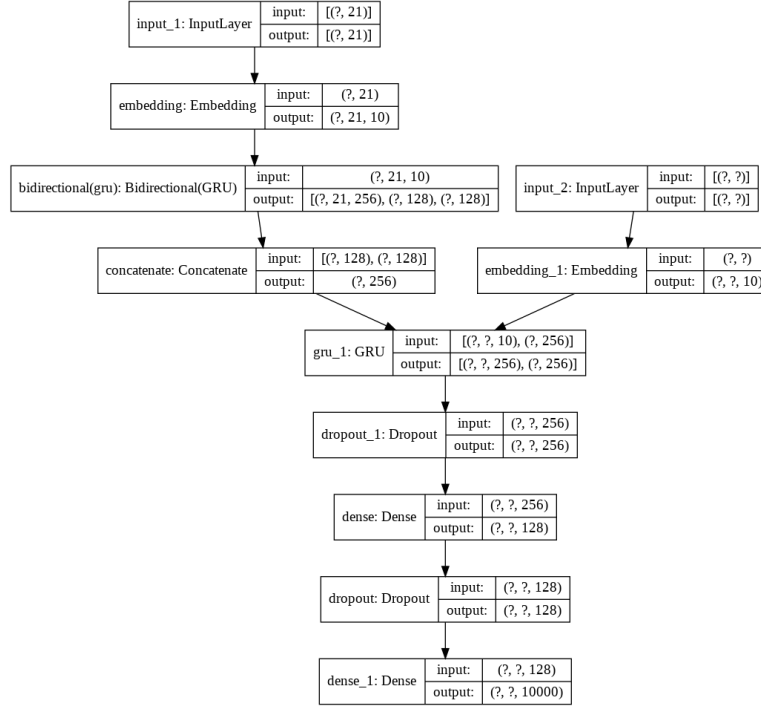 input_1: InputLayer
input: [(?, 21)]
output: [(?, 21)]
embedding: Embedding
input: (?, 21)
output: (?, 21, 10)
bidirectional(gru): Bidirectional(GRU)
input: (?, 21, 10)
output: [(?, 21, 256), (?, 128), (?, 128)]
input_2: InputLayer
input: [(?, ?)]
output: [(?, ?)]
concatenate: Concatenate
input: [(?, 128), (?, 128)]
output: (?, 256)
embedding_1: Embedding
input: (?, ?)
output: (?, ?, 10)
gru_1: GRU
input: [(?, ?, 10), (?, 256)]
output: [(?, ?, 256), (?, 256)]
dropout_1: Dropout
input: (?, ?, 256)
output: (?, ?, 256)
dense: Dense
input: (?, ?, 256)
output: (?, ?, 128)
dropout: Dropout
input: (?, ?, 128)
output: (?, ?, 128)
dense_1: Dense
input: (?, ?, 128)
output: (?, ?, 10000)